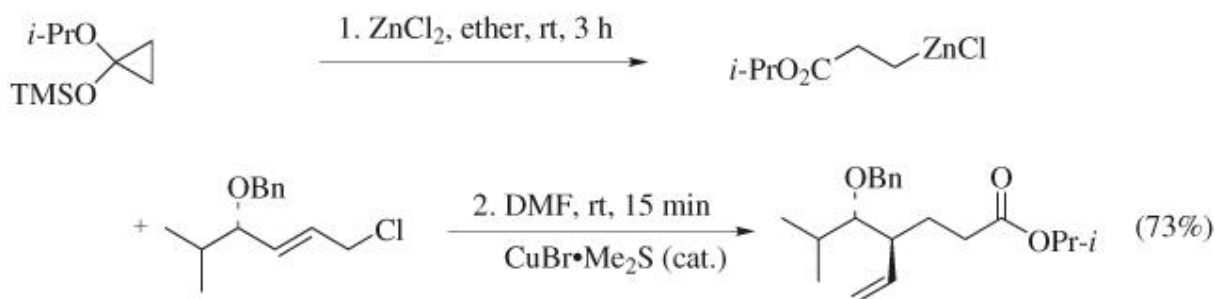 i-PrO
TMSO
1. ZnCl₂, ether, rt, 3 h
i-PrO₂C
ZnCl
+
OBn
Cl
2. DMF, rt, 15 min
CuBr•Me₂S (cat.)
OBn
O
OPr-i
(73%)